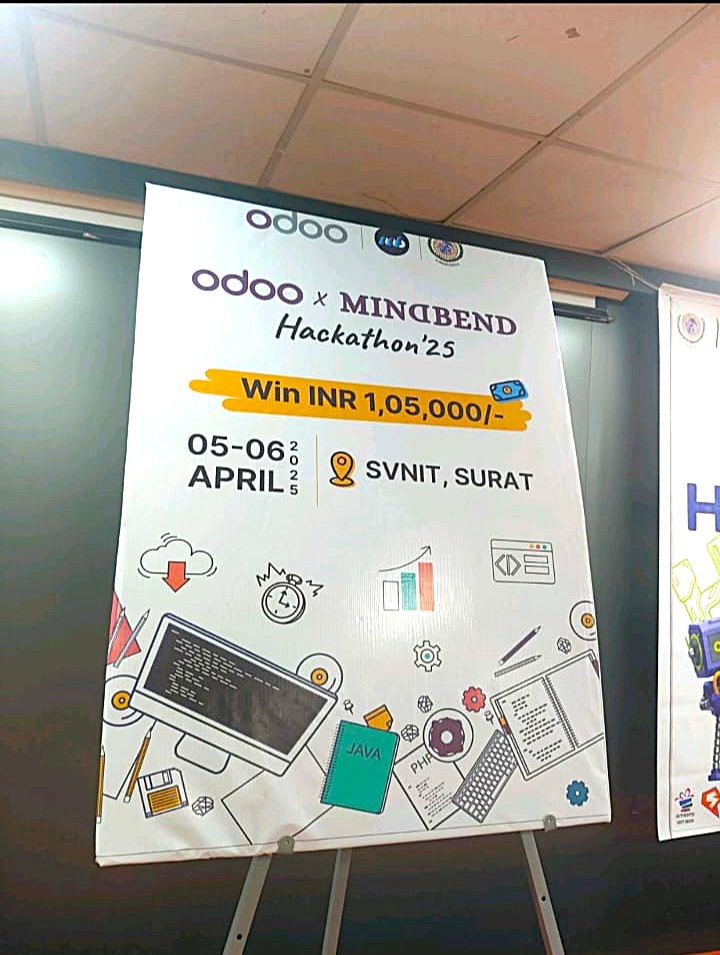 odoo
odoo x MINDBEND
Hackathon'25
Win INR 1,05,000/-
05-06 2025
APRIL
SVNIT, SURAT
JAVA
PHP
H